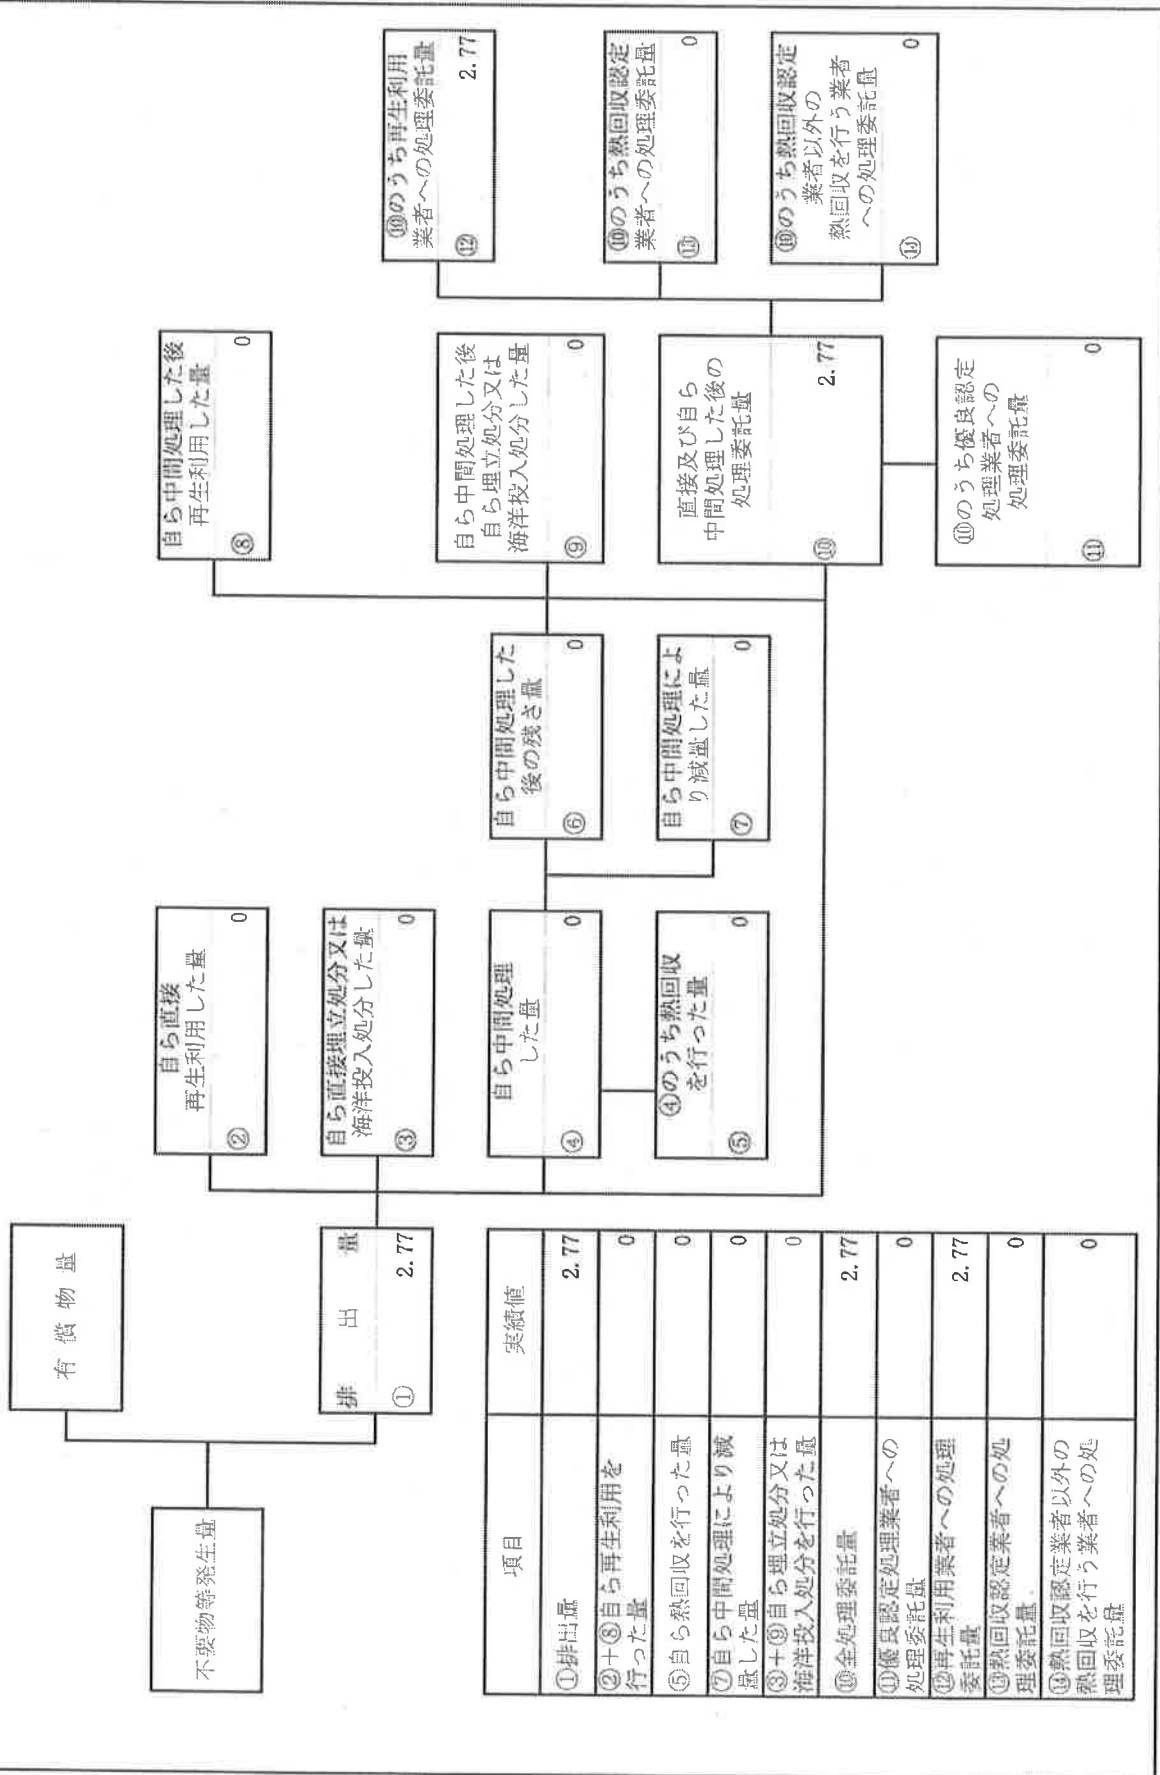 不要物等発生量
有償物量
排出量
①
2.77
自ら直接
再生利用した量
②
0
自ら直接埋立処分又は
海洋投入処分した量
③
0
自ら中間処理
した量
④
0
④のうち熱回収
を行った量
⑤
0
自ら中間処理した
後の残さ量
⑥
0
自ら中間処理によ
り減量した量
⑦
0
自ら中間処理した後
再生利用した量
⑧
0
自ら中間処理した後
自ら埋立処分又は
海洋投入処分した量
⑨
0
直接及び自ら
中間処理した後の
処理委託量
⑩
2.77
⑩のうち優良認定
処理業者への
処理委託量
⑪
0
⑩のうち再生利用
業者への処理委託量
⑫
2.77
⑩のうち熱回収認定
業者への処理委託量
⑬
0
⑩のうち熱回収認定
業者以外の
熱回収を行う業者
への処理委託量
⑭
0
項目
実績値
①排出量
2.77
②+⑧自ら再生利用を
行った量
0
⑤自ら熱回収を行った量
0
⑦自ら中間処理により減
量した量
0
③+⑨自ら埋立処分又は
海洋投入処分を行った量
0
⑩全処理委託量
2.77
⑪優良認定処理業者への
処理委託量
0
⑫再生利用業者への処理
委託量
2.77
⑬熱回収認定業者への処
理委託量
0
⑭熱回収認定業者以外の
熱回収を行う業者への処
理委託量
0